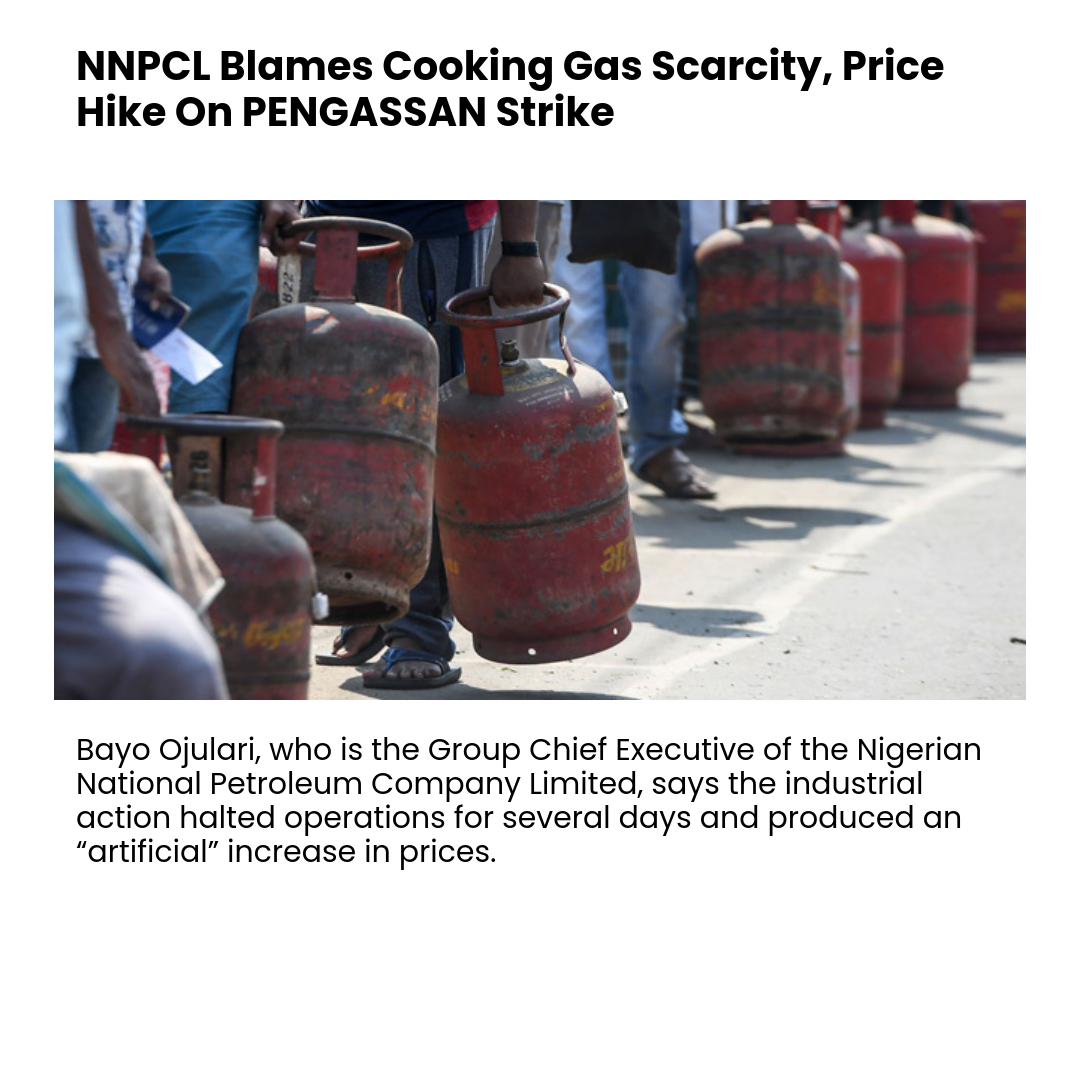 NNPCL Blames Cooking Gas Scarcity, Price
Hike On PENGASSAN Strike
822
भा
Bayo Ojulari, who is the Group Chief Executive of the Nigerian
National Petroleum Company Limited, says the industrial
action halted operations for several days and produced an
“artificial” increase in prices.